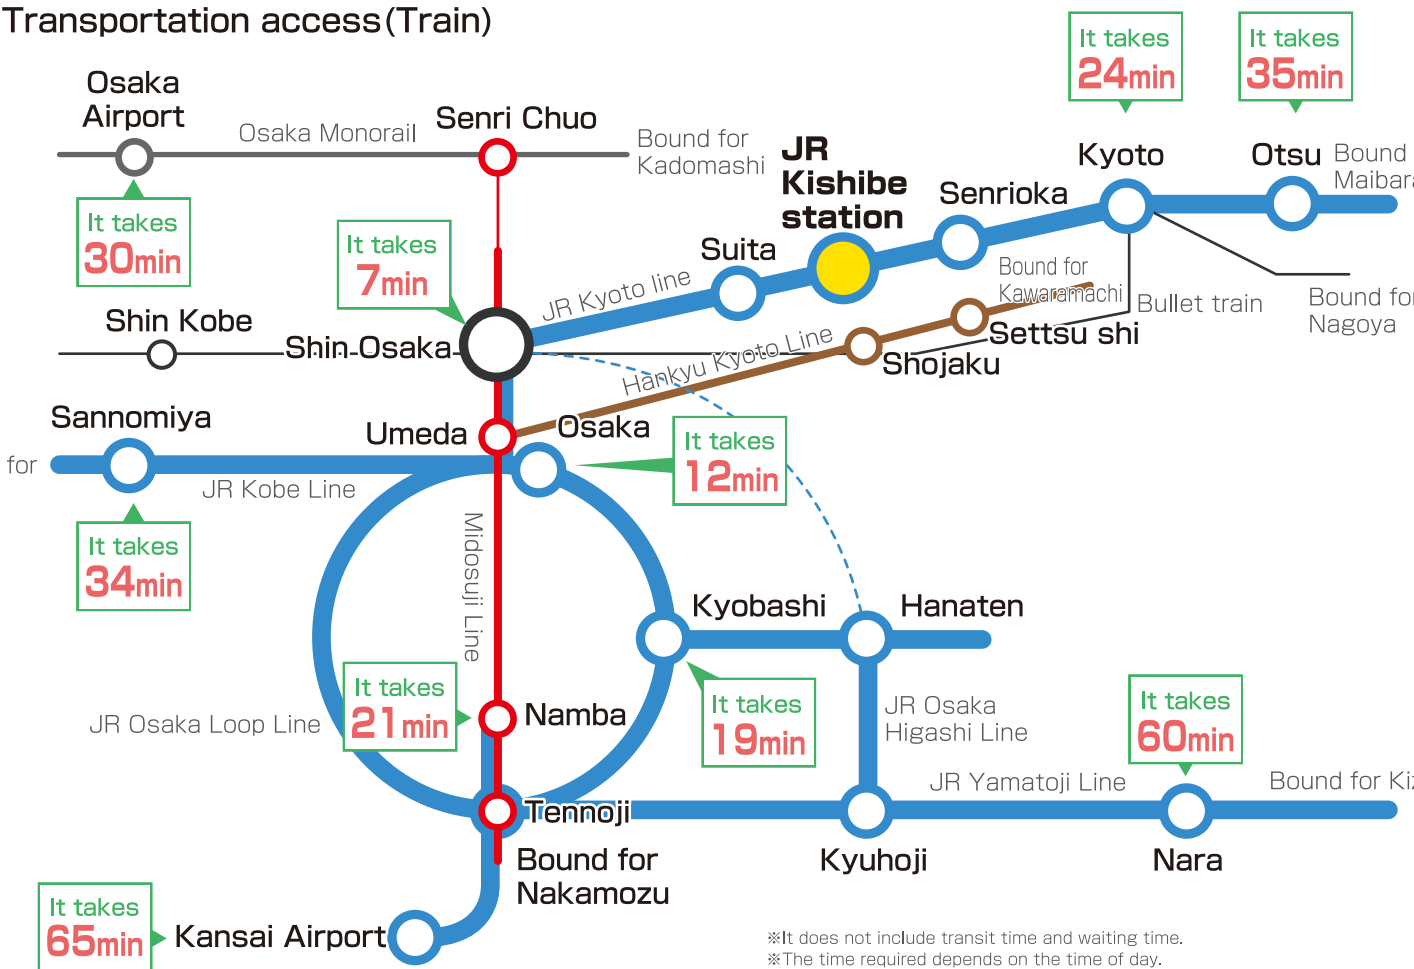 Transportation access(Train)
It takes
24min
It takes
35min
Osaka
Airport
Osaka Monorail
Senri Chuo
Bound for
Kadomashi
JR
Kishibe
station
Senrioka
Kyoto
Otsu
Bound
It takes
30min
It takes
7min
Suita
JR Kyoto line
Bound for
Kawaramachi
Bullet train
Bound for
Nagoya
Shin Kobe
Shin Osaka
Hankyu Kyoto Line
Shojaku
Settsu shi
Sannomiya
Umeda
Osaka
It takes
12min
for
JR Kobe Line
It takes
34min
Midosuji Line
Kyobashi
Hanaten
It takes
21min
Namba
It takes
19min
JR Osaka Loop Line
JR Osaka
Higashi Line
It takes
60min
JR Yamatoji Line
Bound for
Tennoji
Bound for
Nakamozu
Kyuhoji
Nara
It takes
65min
Kansai Airport
※It does not include transit time and waiting time.
※The time required depends on the time of day.